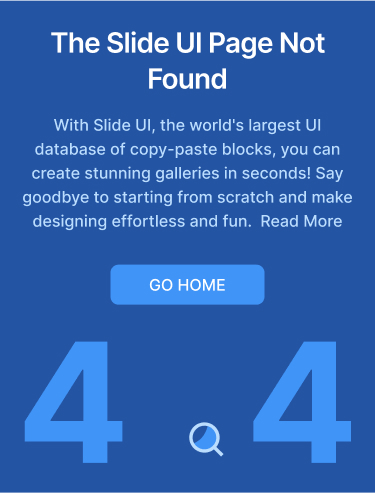 The Slide UI Page Not
Found
With Slide UI, the world's largest UI
database of copy-paste blocks, you can
create stunning galleries in seconds! Say
goodbye to starting from scratch and make
designing effortless and fun.  Read More
GO HOME
4 4